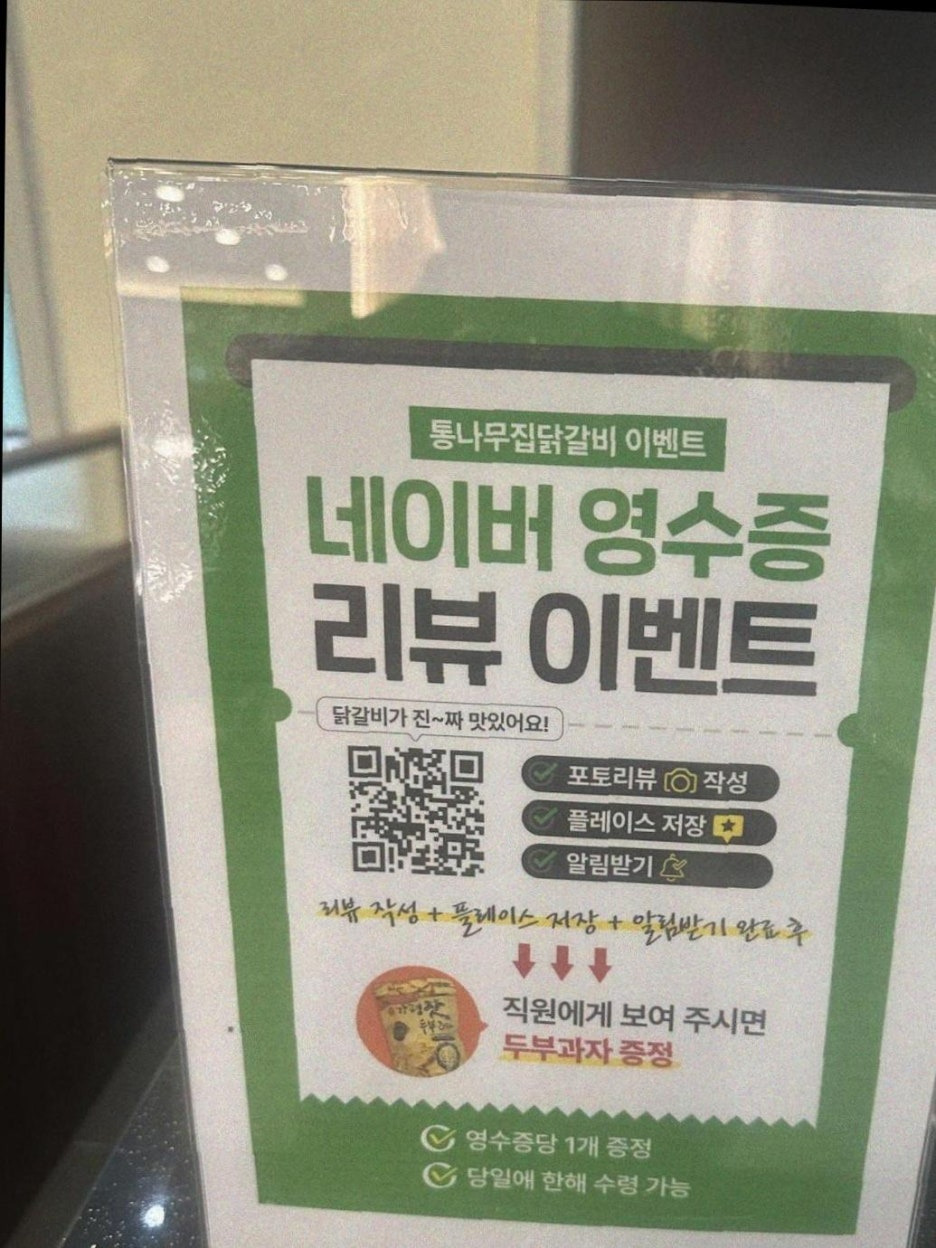 통나무집닭갈비 이벤트
네이버 영수증
리뷰 이벤트
닭갈비가 진~짜 맛있어요!
포토리뷰 작성
플레이스 저장
알림받기
리뷰 작성 + 플레이스 저장 + 알림받기 완료 후
직원에게 보여 주시면
두부과자 증정
영수증당 1개 증정
당일에 한해 수령 가능